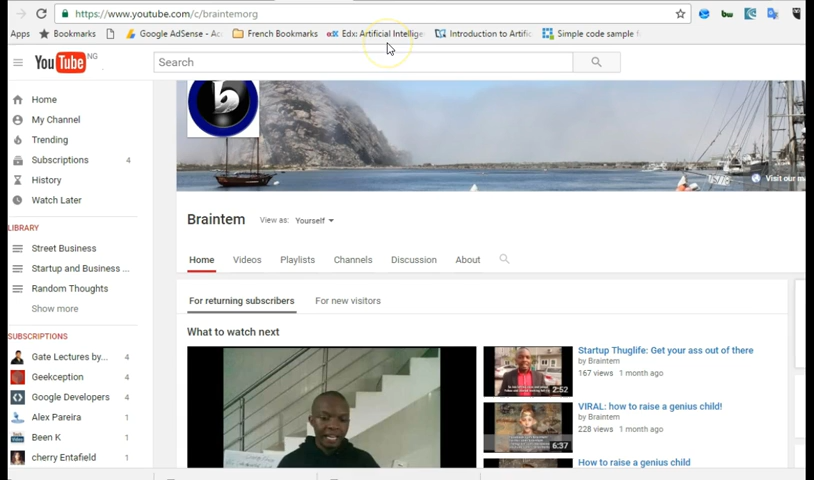 https://www.youtube.com/c/braintemorg
Apps Bookmarks Google AdSense - Acc French Bookmarks Edx: Artificial Intellige Introduction to Artific Simple code sample f
YouTube NG
Search
Home
My Channel
Trending
Subscriptions 4
History
Watch Later
LIBRARY
Street Business
Startup and Business ...
Random Thoughts
Show more
SUBSCRIPTIONS
Gate Lectures by... 4
Geekception 4
Google Developers 4
Alex Pareira 1
Been K 1
cherry Entafield 1
b
Visit our m
Braintem View as: Yourself
Home Videos Playlists Channels Discussion About
For returning subscribers For new visitors
What to watch next
Startup Thuglife: Get your ass out of there
by Braintem
167 views 1 month ago
2:52
VIRAL: how to raise a genius child!
by Braintem
228 views 1 month ago
6:37
How to raise a genius child